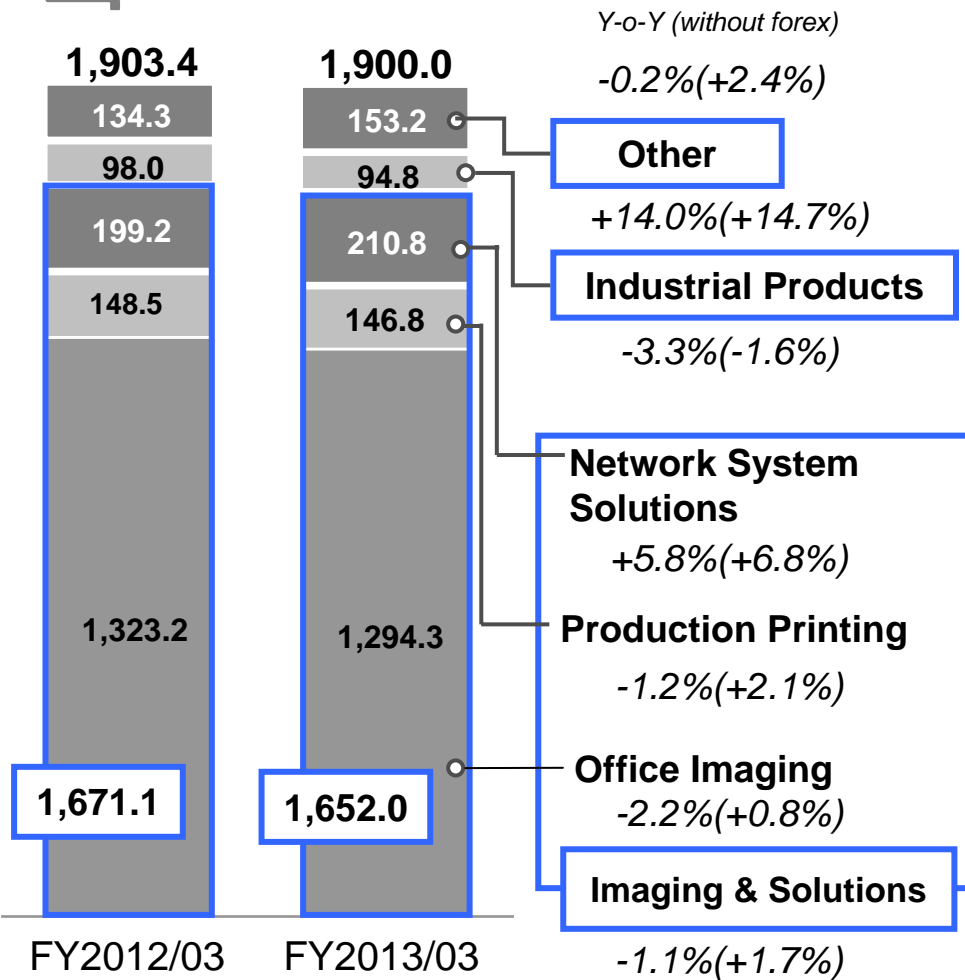 Y-o-Y (without forex)
1,903.4
1,900.0
-0.2%(+2.4%)
134.3
153.2
Other
98.0
94.8
+14.0%(+14.7%)
199.2
210.8
Industrial Products
148.5
146.8
-3.3%(-1.6%)
Network System
Solutions
+5.8%(+6.8%)
1,323.2
1,294.3
Production Printing
-1.2%(+2.1%)
Office Imaging
-2.2%(+0.8%)
1,671.1
1,652.0
Imaging & Solutions
FY2012/03
FY2013/03
-1.1%(+1.7%)